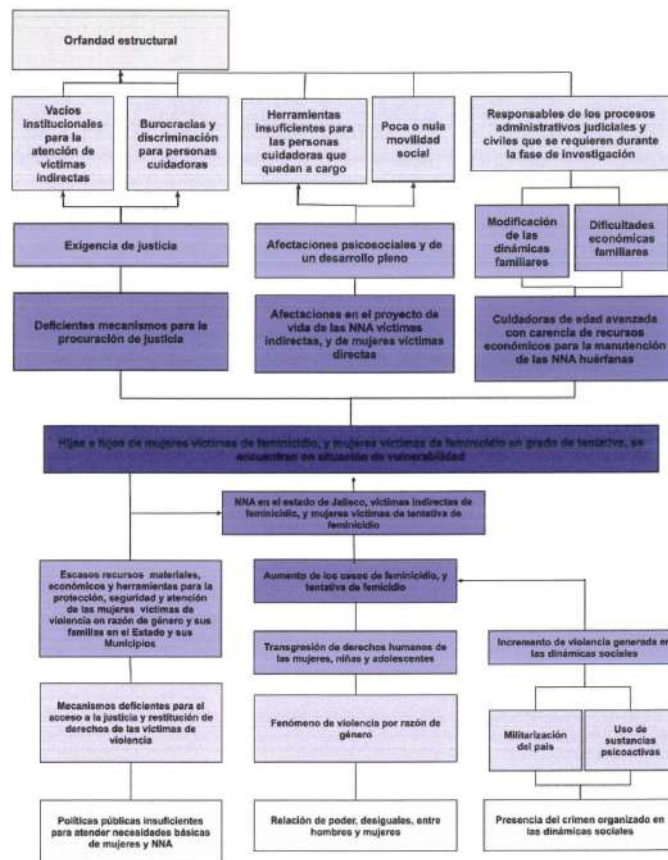 Orfandad estructural
Vacíos
institucionales
para la
atención de
víctimas
indirectas
Burocracias y
discriminación
para personas
cuidadoras
Herramientas
insuficientes para
las personas
cuidadoras que
quedan a cargo
Poca o nula
movilidad
social
Responsables de los procesos
administrativos judiciales y
civiles que se requieren durante
la fase de investigación
Exigencia de justicia
Afectaciones psicosociales y de
un desarrollo pleno
Modificación
de las
dinámicas
familiares
Dificultades
económicas
familiares
Deficientes mecanismos para la
procuración de justicia
Afectaciones en el proyecto de
vida de las NNA víctimas
indirectas, y de mujeres víctimas
directas
Cuidadoras de edad avanzada
con carencia de recursos
económicos para la manutención
de las NNA huérfanas
Hijas e hijos de mujeres víctimas de feminicidio, y mujeres víctimas de feminicidio en grado de tentativa, se
encuentran en situación de vulnerabilidad
NNA en el estado de Jalisco, víctimas indirectas de
feminicidio, y mujeres víctimas de tentativa de
feminicidio
Escasos recursos materiales,
económicos y herramientas para la
protección, seguridad y atención
de las mujeres víctimas de
violencia en razón de género y sus
familias en el Estado y sus
Municipios
Aumento de los casos de feminicidio, y
tentativa de femicidio
Transgresión de derechos humanos de
las mujeres, niñas y adolescentes
Incremento de violencia generada en
las dinámicas sociales
Mecanismos deficientes para el
acceso a la justicia y restitución de
derechos de las víctimas de
violencia
Fenómeno de violencia por razón de
género
Militarización
del país
Uso de
sustancias
psicoactivas
Políticas públicas insuficientes
para atender necesidades básicas
de mujeres y NNA
Relación de poder, desiguales, entre
hombres y mujeres
Presencia del crimen organizado en
las dinámicas sociales